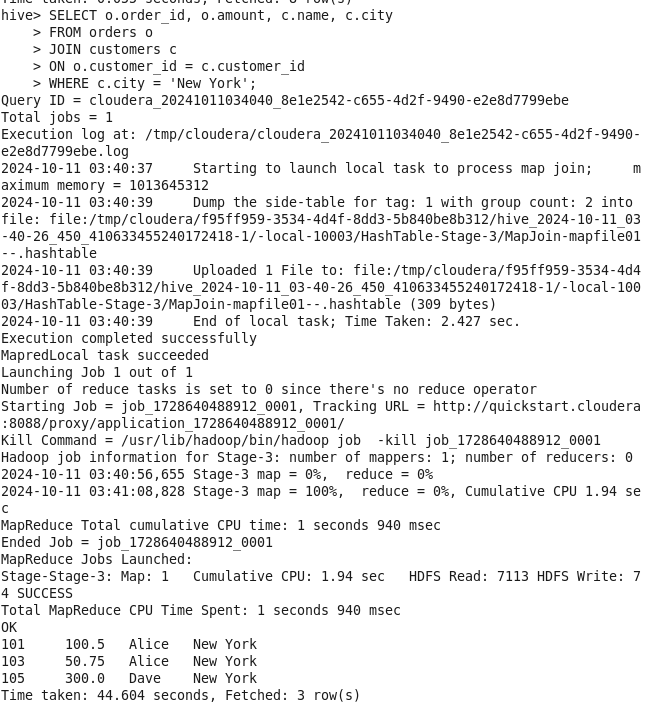 Time taken: 0.055 seconds, Fetched: 6 row(s)
hive> SELECT o.order_id, o.amount, c.name, c.city
    > FROM orders o
    > JOIN customers c
    > ON o.customer_id = c.customer_id
    > WHERE c.city = 'New York';
Query ID = cloudera_20241011034040_8e1e2542-c655-4d2f-9490-e2e8d7799ebe
Total jobs = 1
Execution log at: /tmp/cloudera/cloudera_20241011034040_8e1e2542-c655-4d2f-9490-
e2e8d7799ebe.log
2024-10-11 03:40:37     Starting to launch local task to process map join;     m
aximum memory = 1013645312
2024-10-11 03:40:39     Dump the side-table for tag: 1 with group count: 2 into
file: file:/tmp/cloudera/f95ff959-3534-4d4f-8dd3-5b840be8b312/hive_2024-10-11_03
-40-26_450_410633455240172418-1/-local-10003/HashTable-Stage-3/MapJoin-mapfile01
--.hashtable
2024-10-11 03:40:39     Uploaded 1 File to: file:/tmp/cloudera/f95ff959-3534-4d4
f-8dd3-5b840be8b312/hive_2024-10-11_03-40-26_450_410633455240172418-1/-local-100
03/HashTable-Stage-3/MapJoin-mapfile01--.hashtable (309 bytes)
2024-10-11 03:40:39     End of local task; Time Taken: 2.427 sec.
Execution completed successfully
MapredLocal task succeeded
Launching Job 1 out of 1
Number of reduce tasks is set to 0 since there's no reduce operator
Starting Job = job_1728640488912_0001, Tracking URL = http://quickstart.cloudera
:8088/proxy/application_1728640488912_0001/
Kill Command = /usr/lib/hadoop/bin/hadoop job  -kill job_1728640488912_0001
Hadoop job information for Stage-3: number of mappers: 1; number of reducers: 0
2024-10-11 03:40:56,655 Stage-3 map = 0%,  reduce = 0%
2024-10-11 03:41:08,828 Stage-3 map = 100%,  reduce = 0%, Cumulative CPU 1.94 se
c
MapReduce Total cumulative CPU time: 1 seconds 940 msec
Ended Job = job_1728640488912_0001
MapReduce Jobs Launched:
Stage-Stage-3: Map: 1   Cumulative CPU: 1.94 sec   HDFS Read: 7113 HDFS Write: 7
4 SUCCESS
Total MapReduce CPU Time Spent: 1 seconds 940 msec
OK
101     100.5   Alice   New York
103     50.75   Alice   New York
105     300.0   Dave    New York
Time taken: 44.604 seconds, Fetched: 3 row(s)